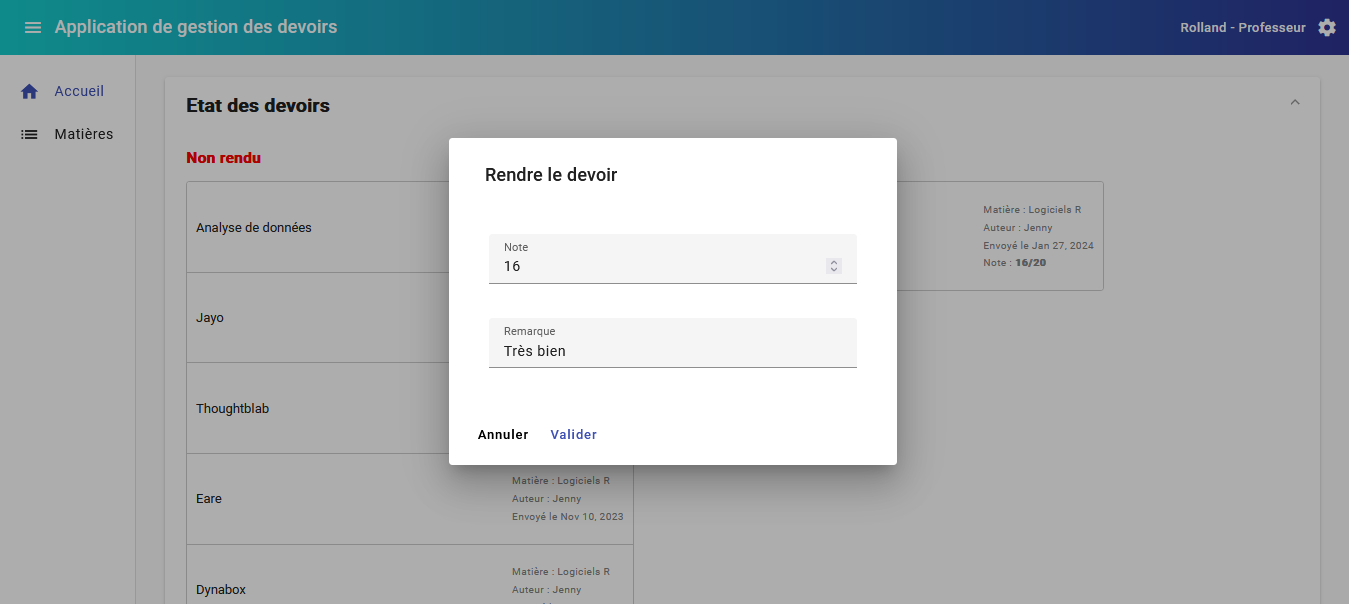 Application de gestion des devoirs
Rolland - Professeur
Accueil
Matières
Etat des devoirs
Non rendu
Analyse de données
Jayo
Thoughtblab
Eare
Matière : Logiciels R
Auteur : Jenny
Envoyé le Nov 10, 2023
Dynabox
Matière : Logiciels R
Auteur : Jenny
Matière : Logiciels R
Auteur : Jenny
Envoyé le Jan 27, 2024
Note : 16/20
Rendre le devoir
Note
16
Remarque
Très bien
Annuler Valider